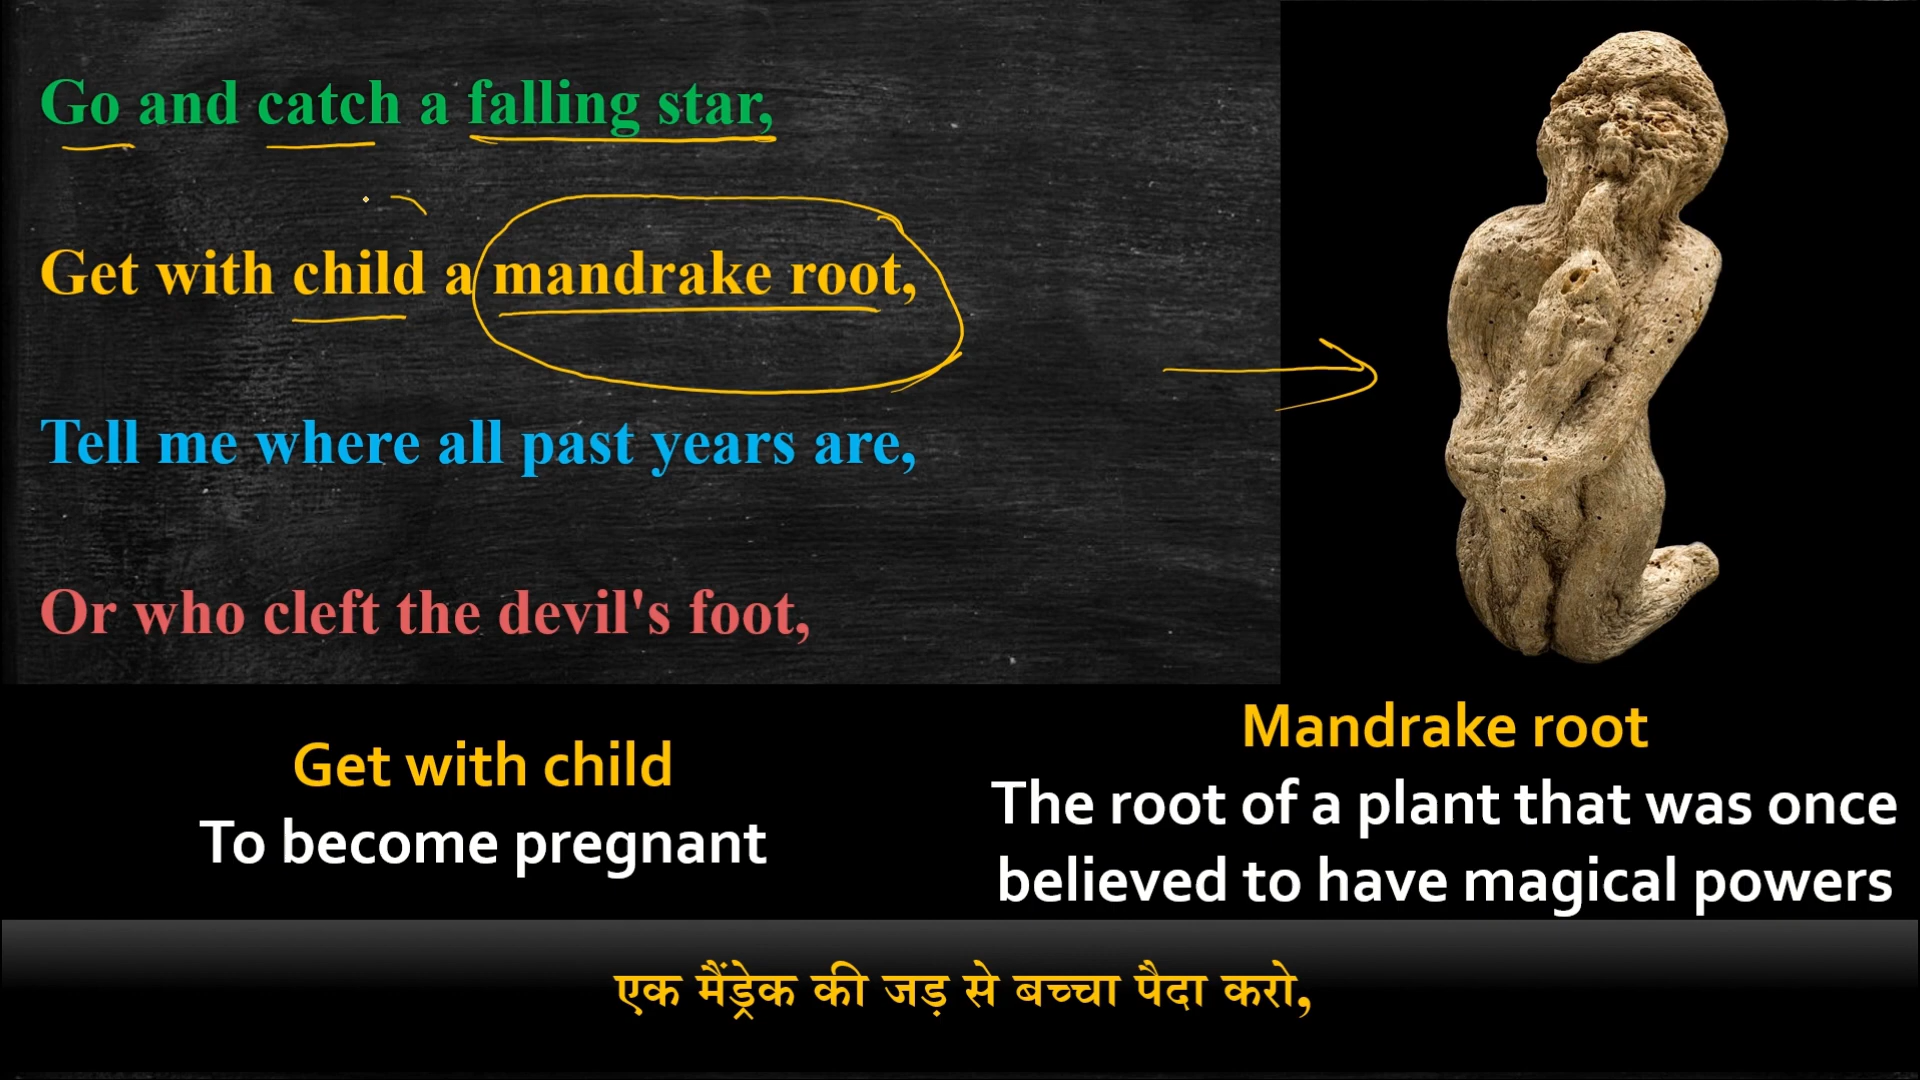 Go and catch a falling star,
Get with child a mandrake root,
Tell me where all past years are,
Or who cleft the devil's foot,
Get with child
To become pregnant
Mandrake root
The root of a plant that was once
believed to have magical powers
एक मैंड्रेक की जड़ से बच्चा पैदा करो,